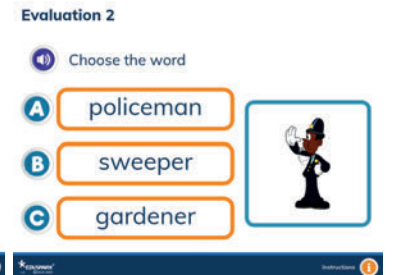 Evaluation 2
Choose the word
A policeman
B sweeper
C gardener
Instructions i